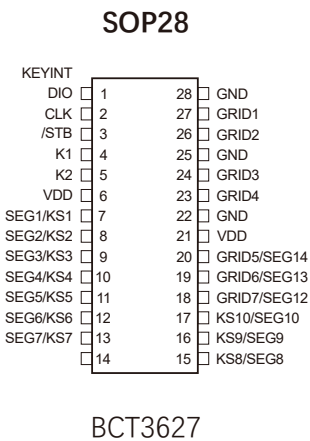 SOP28
KEYINT
DIO 1 28 GND
CLK 2 27 GRID1
/STB 3 26 GRID2
K1 4 25 GND
K2 5 24 GRID3
VDD 6 23 GRID4
SEG1/KS1 7 22 GND
SEG2/KS2 8 21 VDD
SEG3/KS3 9 20 GRID5/SEG14
SEG4/KS4 10 19 GRID6/SEG13
SEG5/KS5 11 18 GRID7/SEG12
SEG6/KS6 12 17 KS10/SEG10
SEG7/KS7 13 16 KS9/SEG9
14 15 KS8/SEG8
BCT3627